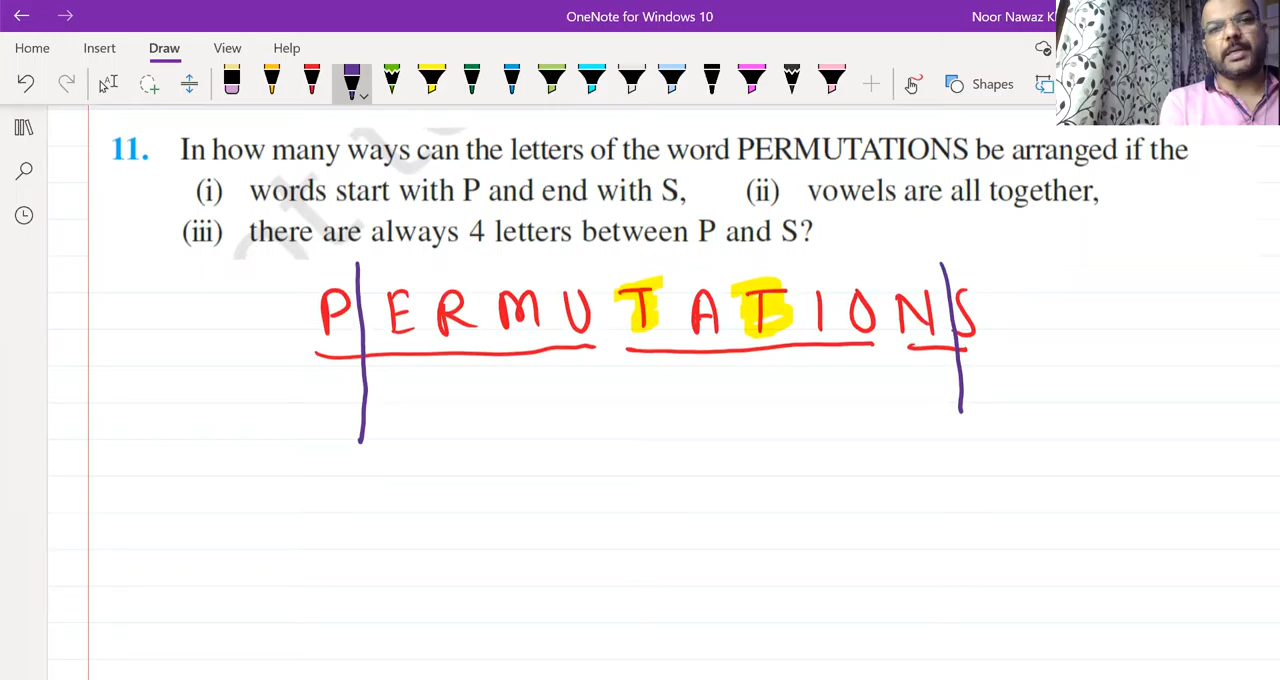 OneNote for Windows 10
Noor Nawaz K
Home Insert Draw View Help
Shapes
11. In how many ways can the letters of the word PERMUTATIONS be arranged if the
(i) words start with P and end with S, (ii) vowels are all together,
(iii) there are always 4 letters between P and S?
P E R M U T A T I O N S